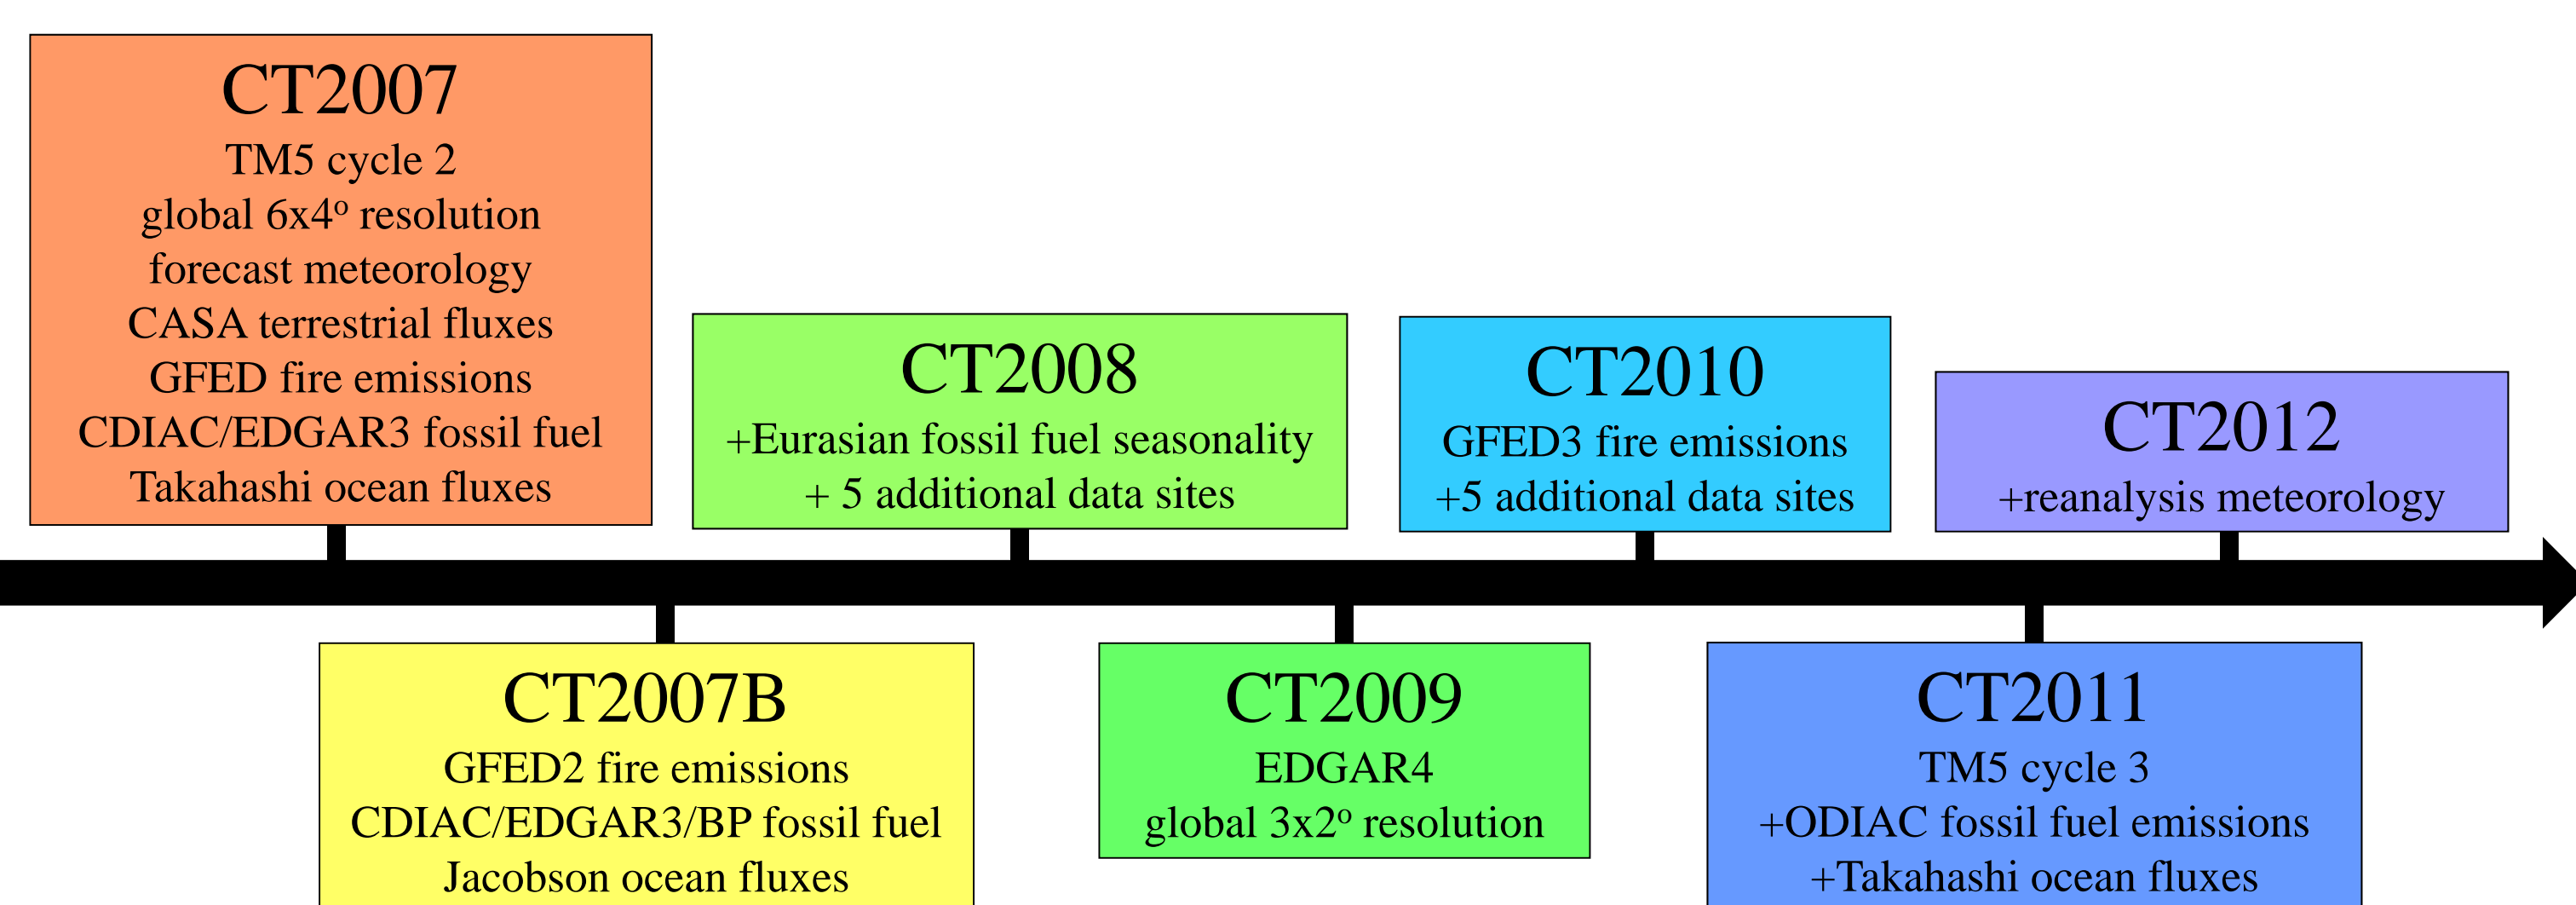 CT2007
TM5 cycle 2
global 6x4º resolution
forecast meteorology
CASA terrestrial fluxes
GFED fire emissions
CDIAC/EDGAR3 fossil fuel
Takahashi ocean fluxes
CT2007B
GFED2 fire emissions
CDIAC/EDGAR3/BP fossil fuel
Jacobson ocean fluxes
CT2008
+Eurasian fossil fuel seasonality
+ 5 additional data sites
CT2009
EDGAR4
global 3x2º resolution
CT2010
GFED3 fire emissions
+5 additional data sites
CT2011
TM5 cycle 3
+ODIAC fossil fuel emissions
+Takahashi ocean fluxes
CT2012
+reanalysis meteorology